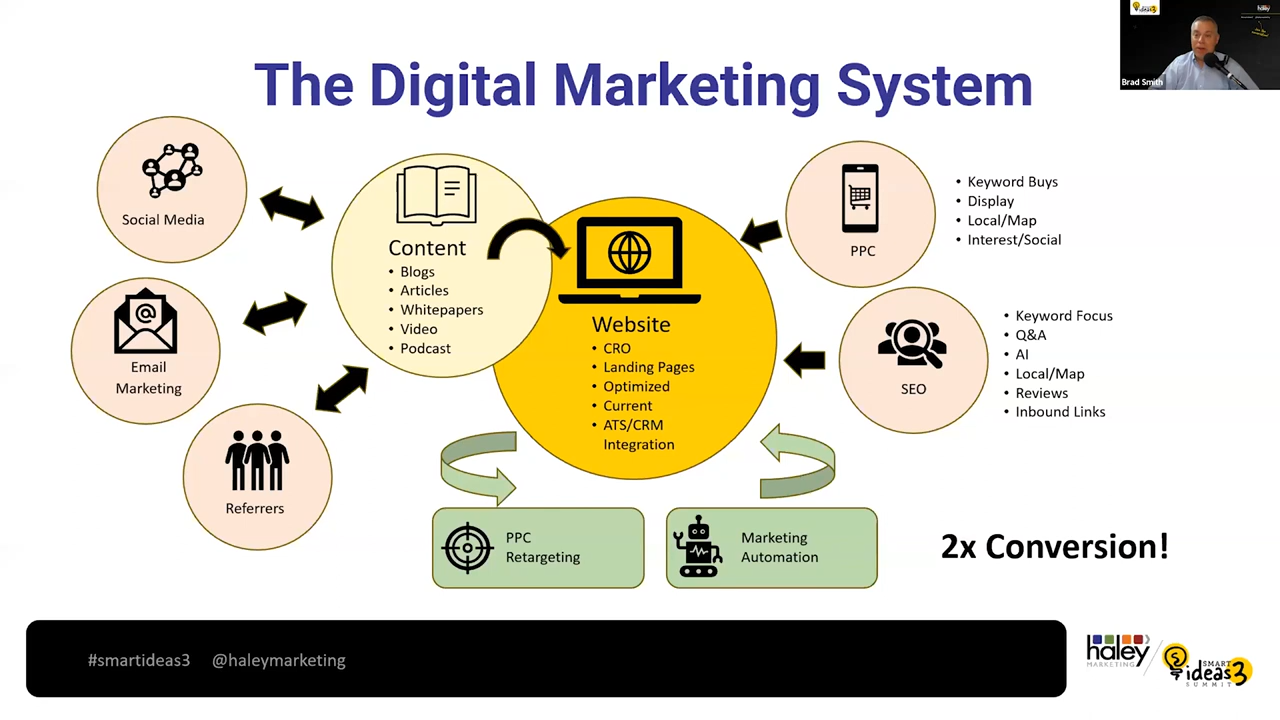 The Digital Marketing System
Brad Smith
Social Media
Email
Marketing
Referrers
Content
• Blogs
• Articles
• Whitepapers
• Video
• Podcast
Website
• CRO
• Landing Pages
• Optimized
• Current
• ATS/CRM
Integration
PPC
• Keyword Buys
• Display
• Local/Map
• Interest/Social
SEO
• Keyword Focus
• Q&A
• AI
• Local/Map
• Reviews
• Inbound Links
PPC
Retargeting
Marketing
Automation
2x Conversion!
#smartideas3 @haleymarketing
haley
MARKETING
SMART
ideas3
SUMMIT
ideas3
haley